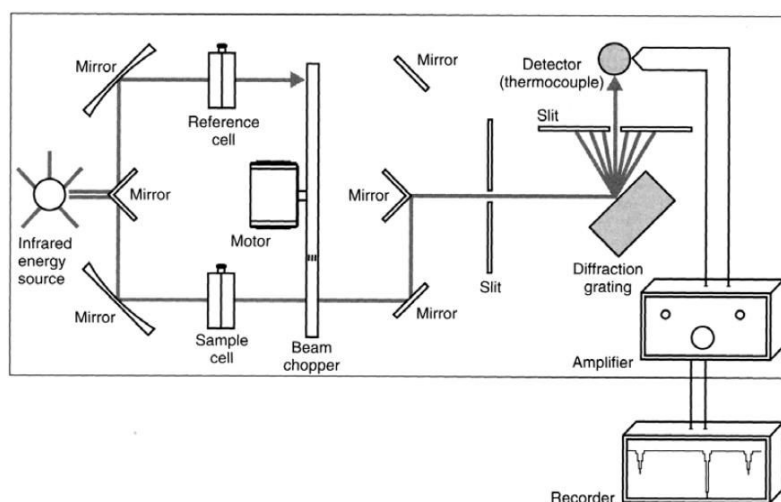 Mirror
Reference
cell
Mirror
Detector
(thermocouple)
Slit
Infrared
energy
source
Mirror
Motor
Mirror
Slit
Diffraction
grating
Mirror
Sample
cell
Beam
chopper
Mirror
Amplifier
Recorder